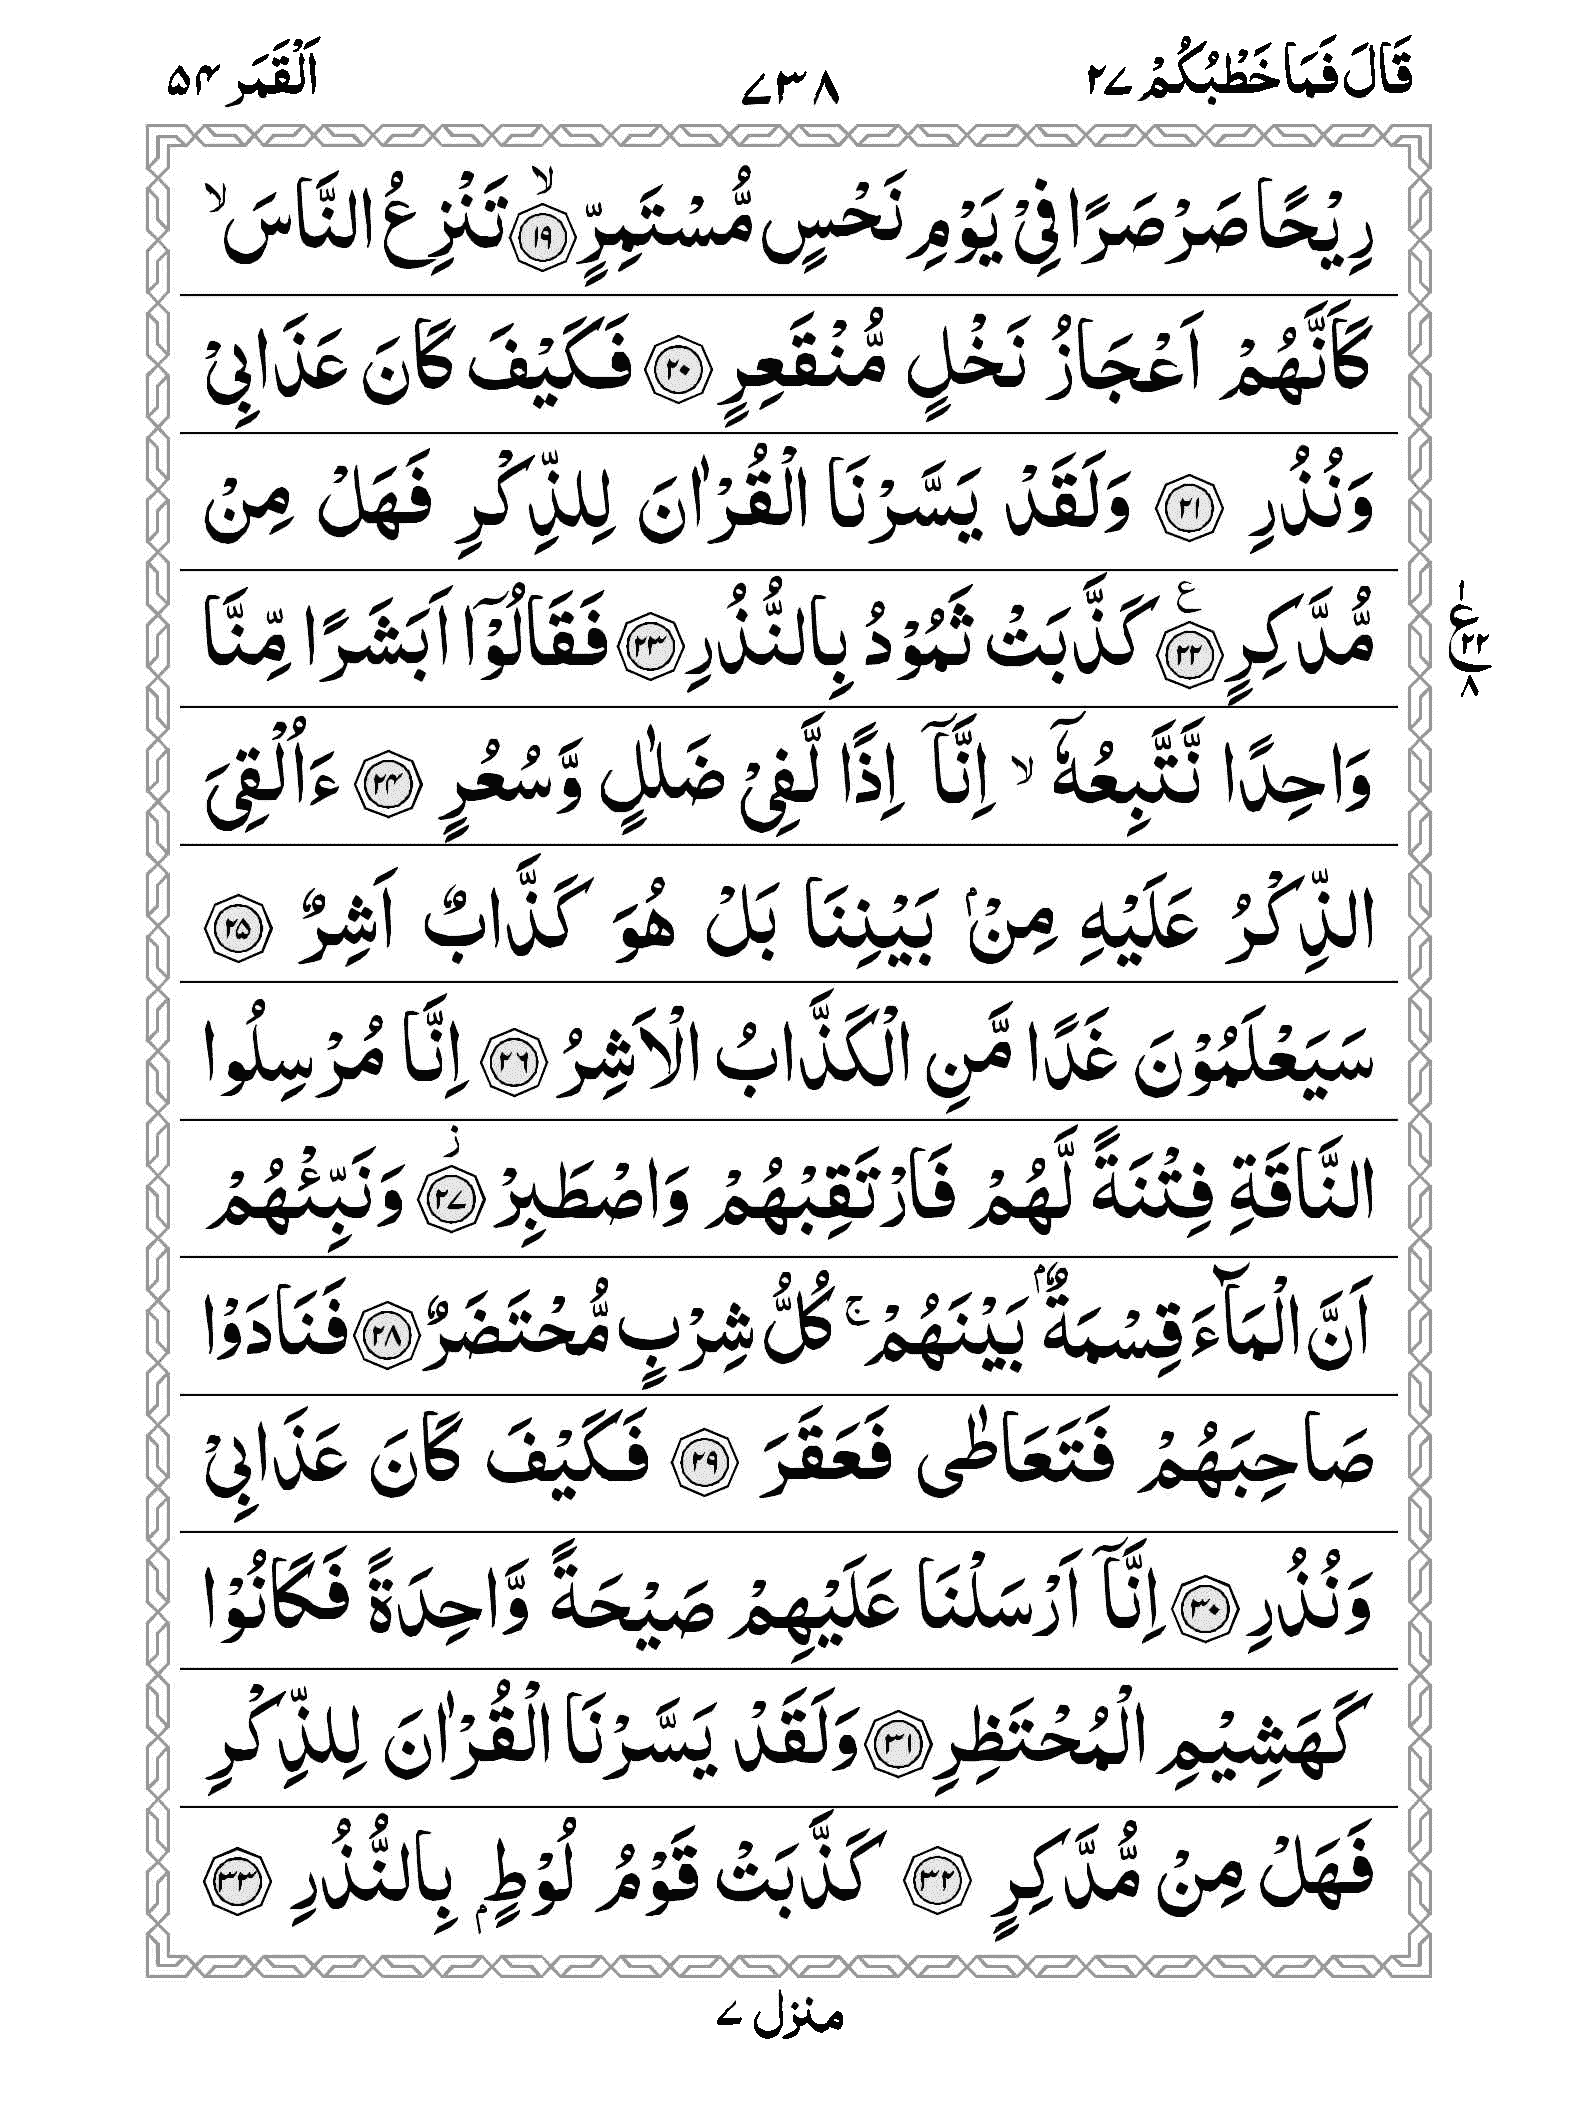 قَالَ فَمَا خَطْبُكُمْ ٢٧ ٧٣٨ اَلْقَمَر ٥٤
رِيْحًا صَرْصَرًا فِيْ يَوْمِ نَحْسٍ مُّسْتَمِرٍّ ۙ‏﴿١٩﴾ تَنْزِعُ النَّاسَ ۙ
كَاَنَّهُمْ اَعْجَازُ نَخْلٍ مُّنْقَعِرٍ ﴿٢٠﴾ فَكَيْفَ كَانَ عَذَابِيْ
وَنُذُرِ ﴿٢١﴾ وَلَقَدْ يَسَّرْنَا الْقُرْاٰنَ لِلذِّكْرِ فَهَلْ مِنْ
مُّدَّكِرٍ ﴿٢٢﴾ ع كَذَّبَتْ ثَمُوْدُ بِالنُّذُرِ ﴿٢٣﴾ فَقَالُوْٓا اَبَشَرًا مِّنَّا
١ ع ٢٢ ٨
وَاحِدًا نَّتَّبِعُهٗٓ ۙ اِنَّآ اِذًا لَّفِيْ ضَلٰلٍ وَّسُعُرٍ ﴿٢٤﴾ ءَاُلْقِيَ
الذِّكْرُ عَلَيْهِ مِنْۢ بَيْنِنَا بَلْ هُوَ كَذَّابٌ اَشِرٌ ﴿٢٥﴾
سَيَعْلَمُوْنَ غَدًا مَّنِ الْكَذَّابُ الْاَشِرُ ﴿٢٦﴾ اِنَّا مُرْسِلُوا
النَّاقَةِ فِتْنَةً لَّهُمْ فَارْتَقِبْهُمْ وَاصْطَبِرْ ﴿٢٧﴾ ز وَنَبِّئْهُمْ
اَنَّ الْمَآءَ قِسْمَةٌۢ بَيْنَهُمْ ۚ كُلُّ شِرْبٍ مُّحْتَضَرٌ ﴿٢٨﴾ فَنَادَوْا
صَاحِبَهُمْ فَتَعَاطٰى فَعَقَرَ ﴿٢٩﴾ فَكَيْفَ كَانَ عَذَابِيْ
وَنُذُرِ ﴿٣٠﴾ اِنَّآ اَرْسَلْنَا عَلَيْهِمْ صَيْحَةً وَّاحِدَةً فَكَانُوْا
كَهَشِيْمِ الْمُحْتَظِرِ ﴿٣١﴾ وَلَقَدْ يَسَّرْنَا الْقُرْاٰنَ لِلذِّكْرِ
فَهَلْ مِنْ مُّدَّكِرٍ ﴿٣٢﴾ كَذَّبَتْ قَوْمُ لُوْطٍۭ بِالنُّذُرِ ﴿٣٣﴾
منزل ٧